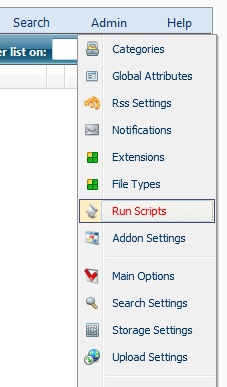 Search Admin Help
er list on:
Categories
Global Attributes
Rss Settings
Notifications
Extensions
File Types
Run Scripts
Addon Settings
Main Options
Search Settings
Storage Settings
Upload Settings